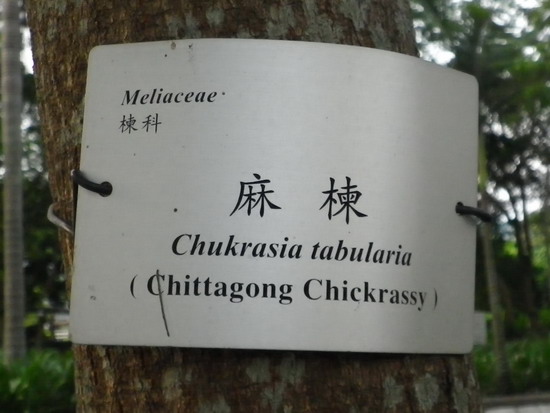 Meliaceae
楝科
麻楝
Chukrasia tabularia
(Chittagong Chickrassy)